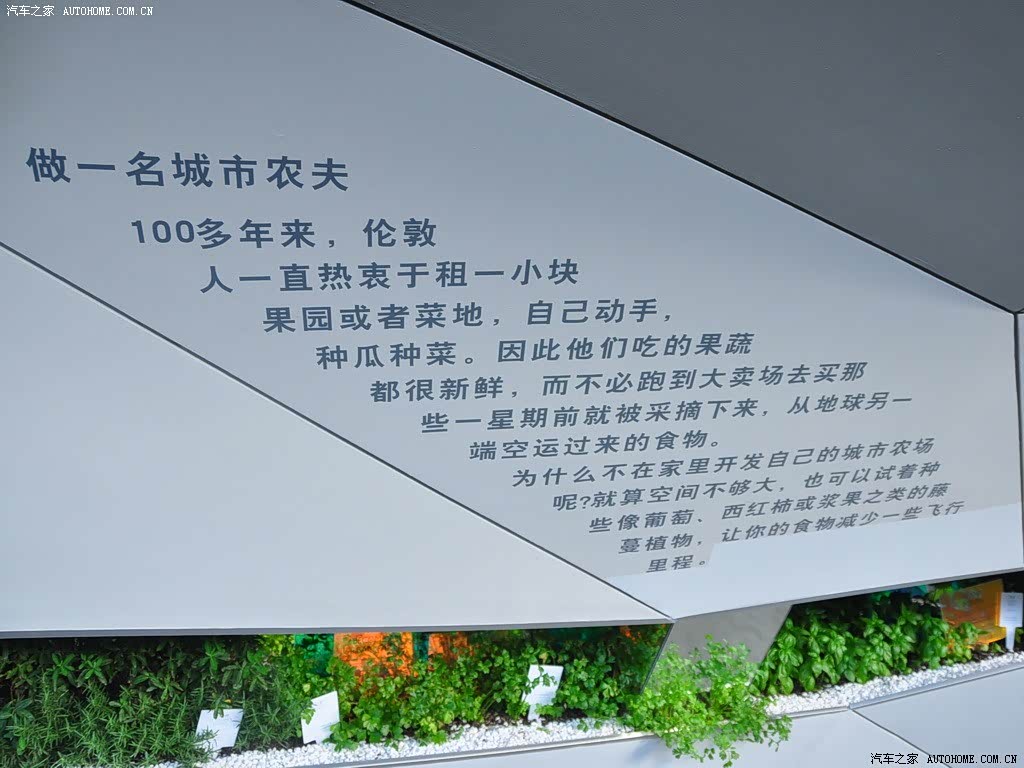 汽车之家 AUTOHOME.COM.CN
做一名城市农夫
100多年来，伦敦
人一直热衷于租一小块
果园或者菜地，自己动手，
种瓜种菜。因此他们吃的果蔬
都很新鲜，而不必跑到大卖场去买那
些一星期前就被采摘下来，从地球另一
端空运过来的食物。
为什么不在家里开发自己的城市农场
呢?就算空间不够大，也可以试着种
些像葡萄、西红柿或浆果之类的藤
蔓植物，让你的食物减少一些飞行
里程。
汽车之家 AUTOHOME.COM.CN